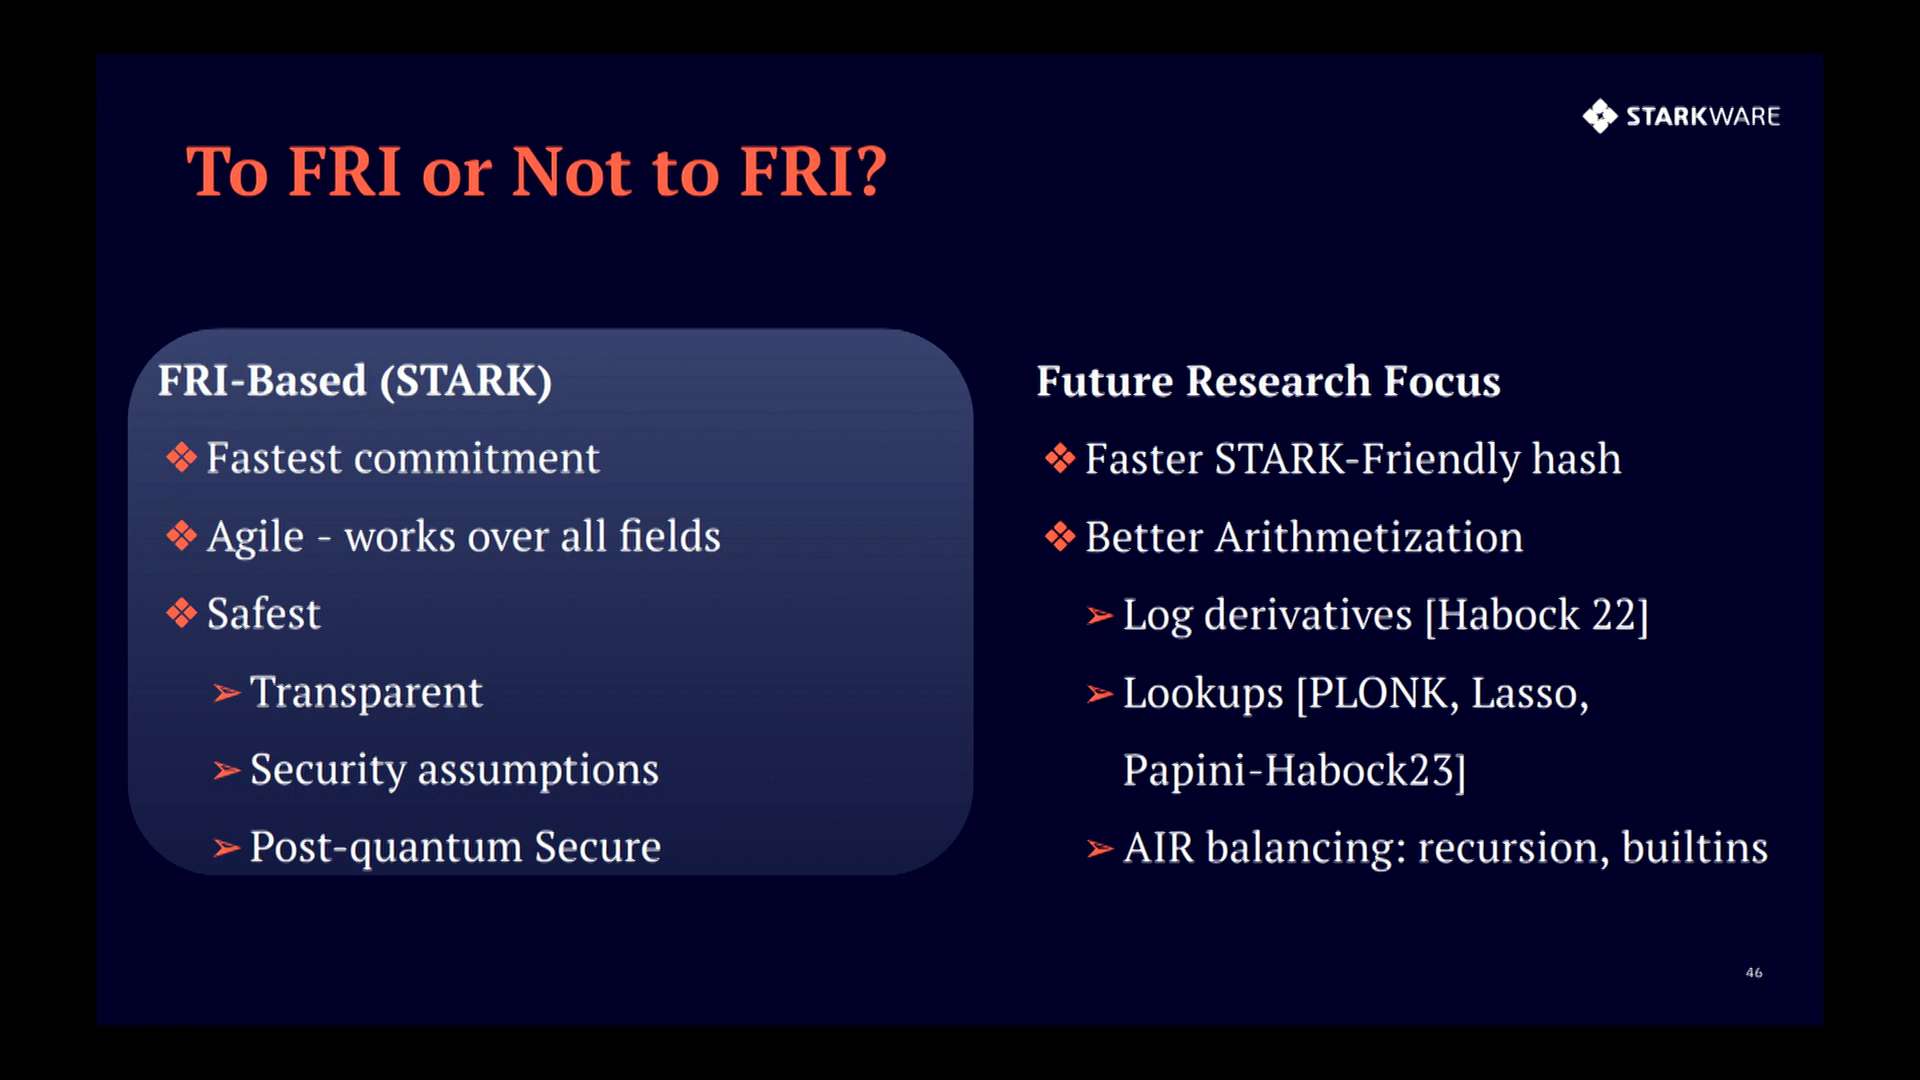 STARKWARE
To FRI or Not to FRI?
FRI-Based (STARK)
❖ Fastest commitment
❖ Agile - works over all fields
❖ Safest
➢ Transparent
➢ Security assumptions
➢ Post-quantum Secure
Future Research Focus
❖ Faster STARK-Friendly hash
❖ Better Arithmetization
➢ Log derivatives [Habock 22]
➢ Lookups [PLONK, Lasso,
Papini-Habock23]
➢ AIR balancing: recursion, builtins
46